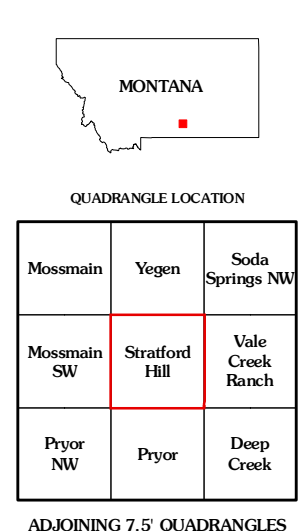 MONTANA
QUADRANGLE LOCATION
Mossmain
Yegen
Soda
Springs NW
Mossmain
SW
Stratford
Hill
Vale
Creek
Ranch
Pryor
NW
Pryor
Deep
Creek
ADJOINING 7.5' QUADRANGLES